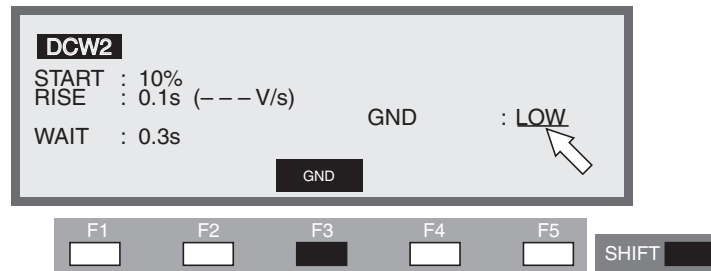 DCW2
START : 10%
RISE : 0.1s (– – – V/s)
GND : LOW
WAIT : 0.3s
GND
F1 F2 F3 F4 F5
SHIFT